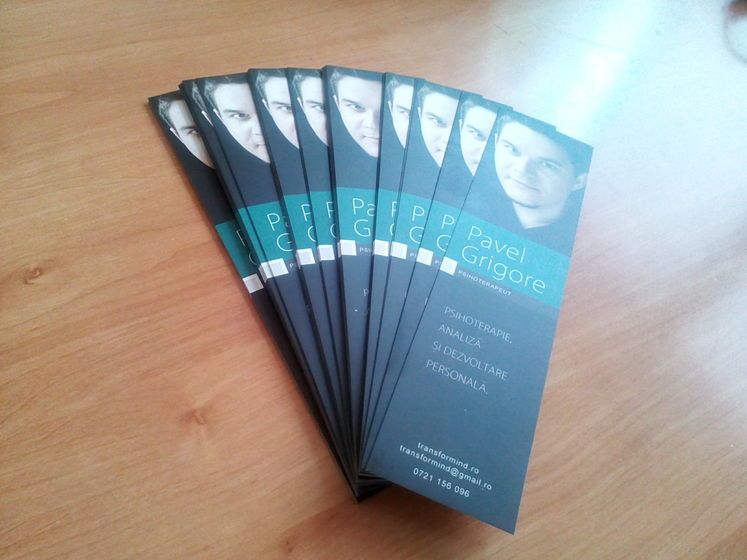 Pavel
Grigore
PSIHOTERAPEUT
PSIHOTERAPIE,
ANALIZĂ
ȘI DEZVOLTARE
PERSONALĂ.
transformind.ro
transformind@gmail.ro
0721 156 096